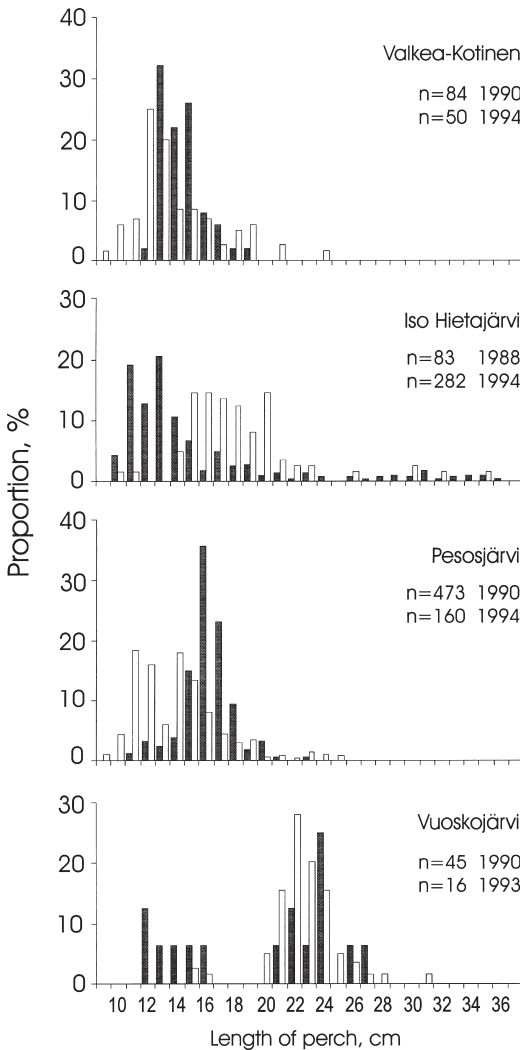 40
30
20
10
0
Valkea-Kotinen
n=84 1990
n=50 1994
30
20
10
0
Iso Hietajärvi
n=83 1988
n=282 1994
Proportion, %
40
30
20
10
0
Pesosjärvi
n=473 1990
n=160 1994
30
20
10
0
Vuoskojärvi
n=45 1990
n=16 1993
10 12 14 16 18 20 22 24 26 28 30 32 34 36
Length of perch, cm